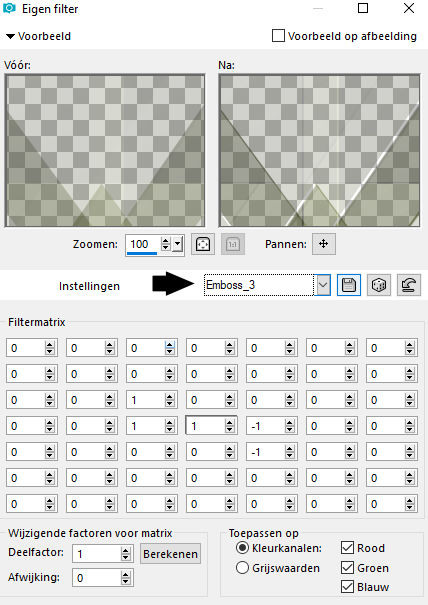 Eigen filter
Voorbeeld
Voorbeeld op afbeelding
Vóór:
Na:
Zoomen: 100 1:1 Pannen:
Instellingen Emboss_3
Filtermatrix
0 0 0 0 0 0 0
0 0 0 0 0 0 0
0 0 1 0 0 0 0
0 0 1 1 -1 0 0
0 0 0 0 -1 0 0
0 0 0 0 0 0 0
0 0 0 0 0 0 0
Wijzigende factoren voor matrix
Deelfactor: 1 Berekenen
Afwijking: 0
Toepassen op
Kleurkanalen: Rood
Grijswaarden Groen
Blauw